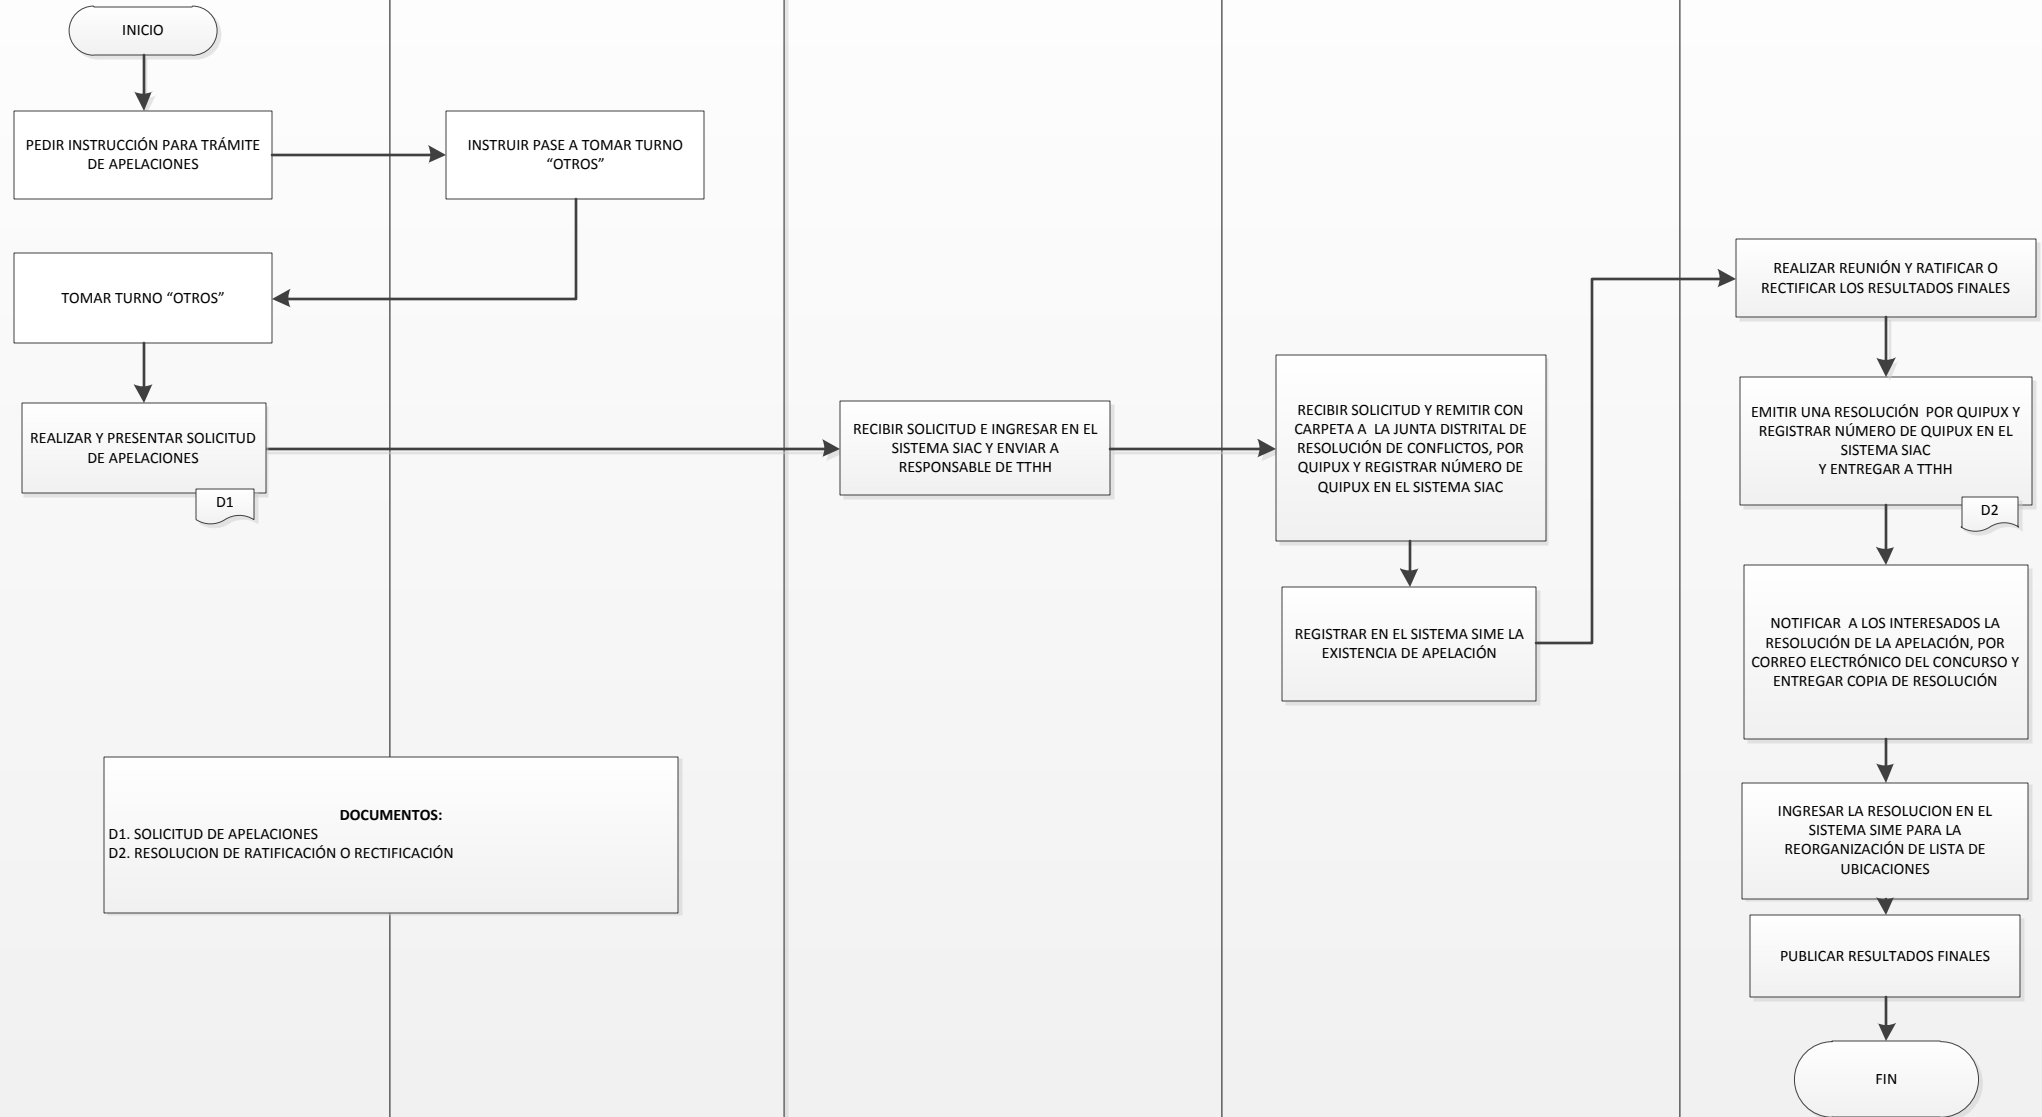 INICIO
PEDIR INSTRUCCIÓN PARA TRÁMITE
DE APELACIONES
INSTRUIR PASE A TOMAR TURNO
“OTROS”
TOMAR TURNO “OTROS”
REALIZAR Y PRESENTAR SOLICITUD
DE APELACIONES
D1
RECIBIR SOLICITUD E INGRESAR EN EL
SISTEMA SIAC Y ENVIAR A
RESPONSABLE DE TTHH
RECIBIR SOLICITUD Y REMITIR CON
CARPETA A  LA JUNTA DISTRITAL DE
RESOLUCIÓN DE CONFLICTOS, POR
QUIPUX Y REGISTRAR NÚMERO DE
QUIPUX EN EL SISTEMA SIAC
REGISTRAR EN EL SISTEMA SIME LA
EXISTENCIA DE APELACIÓN
REALIZAR REUNIÓN Y RATIFICAR O
RECTIFICAR LOS RESULTADOS FINALES
EMITIR UNA RESOLUCIÓN  POR QUIPUX Y
REGISTRAR NÚMERO DE QUIPUX EN EL
SISTEMA SIAC
Y ENTREGAR A TTHH
D2
NOTIFICAR  A LOS INTERESADOS LA
RESOLUCIÓN DE LA APELACIÓN, POR
CORREO ELECTRÓNICO DEL CONCURSO Y
ENTREGAR COPIA DE RESOLUCIÓN
INGRESAR LA RESOLUCION EN EL
SISTEMA SIME PARA LA
REORGANIZACIÓN DE LISTA DE
UBICACIONES
PUBLICAR RESULTADOS FINALES
FIN
DOCUMENTOS:
D1. SOLICITUD DE APELACIONES
D2. RESOLUCION DE RATIFICACIÓN O RECTIFICACIÓN